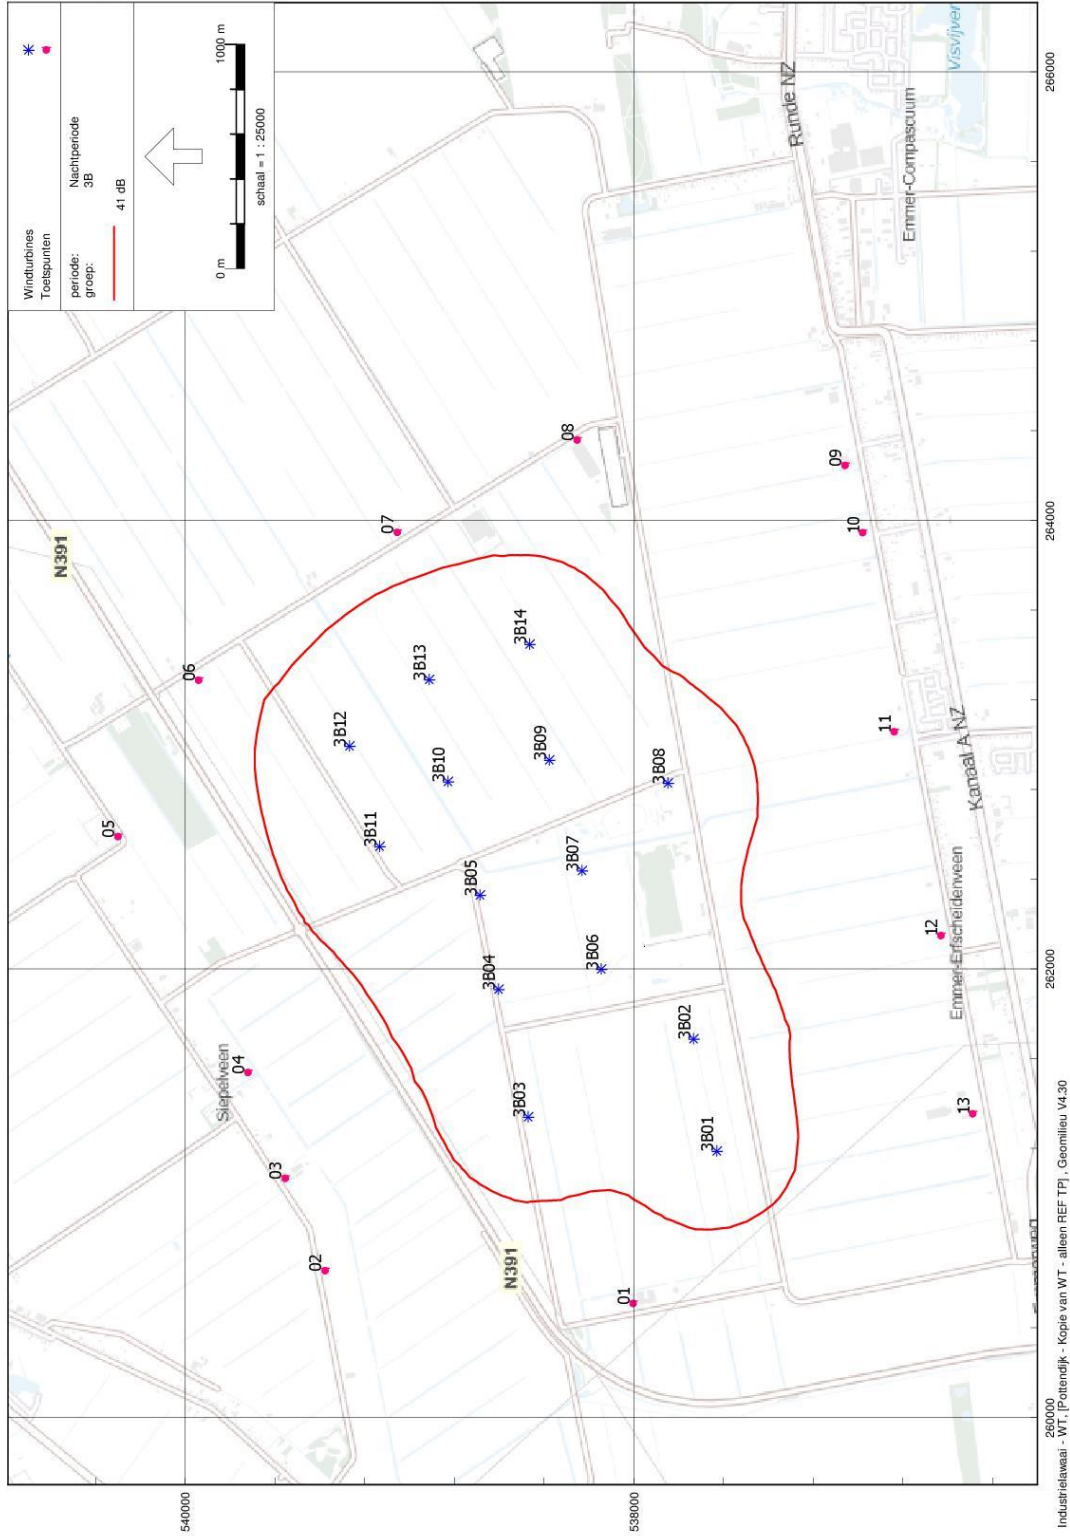 Windturbines
Toetspunten
periode: Nachtperiode
groep: 3B
41 dB
0 m 1000 m
schaal = 1 : 25000
N391
05
06
Siepelveen
04
03
02
3B12
07
3B11
3B13
3B10
3B05
3B04
3B03
N391
3B14
3B09
08
3B07
3B06
01
3B08
3B02
3B01
Runde NZ
09
10
Emmer-Compascuum
Visvijver
11
12
Emmer-Erfscheidenveen
Kanaal A NZ
13
540000
538000
260000
262000
264000
266000
Industrielawaai - WT, [Pottendijk - Kopie van WT - alleen REF TP] , Geomilieu V4.30